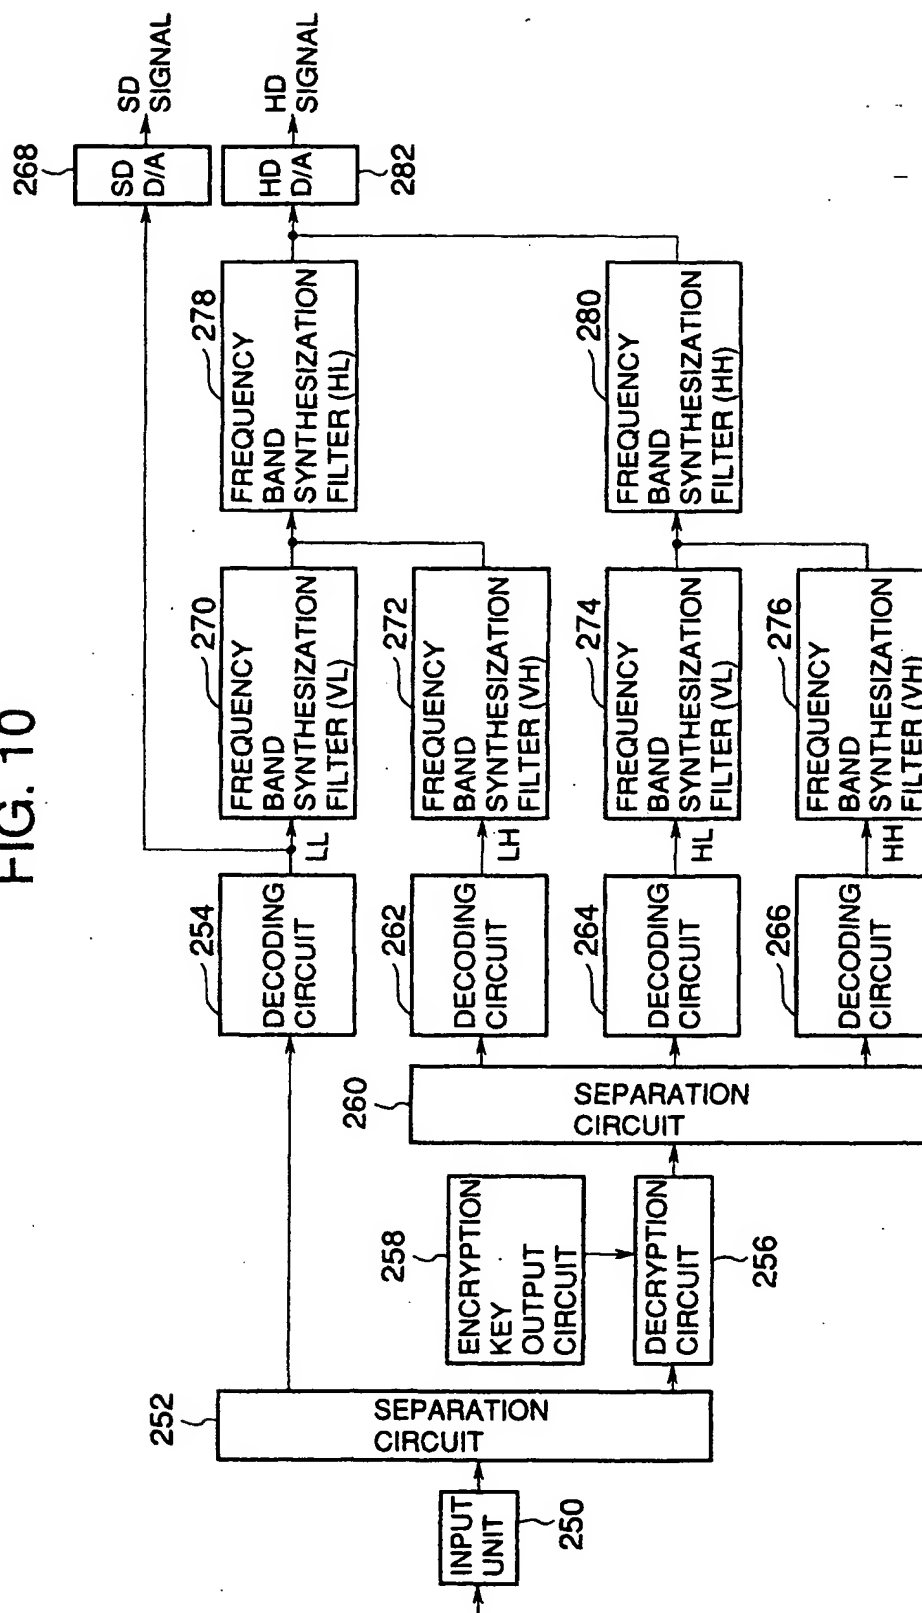 FIG. 10
INPUT
UNIT
250
252
SEPARATION
CIRCUIT
258
ENCRYPTION
KEY
OUTPUT
CIRCUIT
DECRYPTION
CIRCUIT
256
260
SEPARATION
CIRCUIT
254
DECODING
CIRCUIT
LL
262
DECODING
CIRCUIT
LH
264
DECODING
CIRCUIT
HL
266
DECODING
CIRCUIT
HH
270
FREQUENCY
BAND
SYNTHESIZATION
FILTER (VL)
272
FREQUENCY
BAND
SYNTHESIZATION
FILTER (VH)
274
FREQUENCY
BAND
SYNTHESIZATION
FILTER (VL)
276
FREQUENCY
BAND
SYNTHESIZATION
FILTER (VH)
278
FREQUENCY
BAND
SYNTHESIZATION
FILTER (HL)
280
FREQUENCY
BAND
SYNTHESIZATION
FILTER (HH)
268
SD
D/A
SD
SIGNAL
HD
D/A
282
HD
SIGNAL